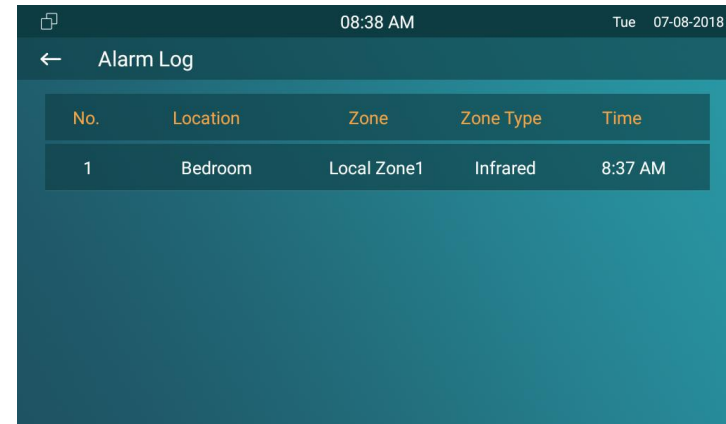 08:38 AM Tue 07-08-2018
Alarm Log
No. Location Zone Zone Type Time
1 Bedroom Local Zone1 Infrared 8:37 AM